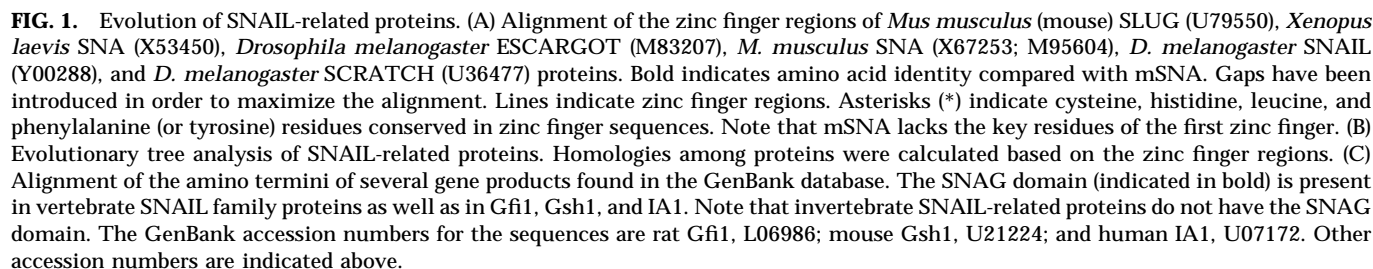 FIG. 1. Evolution of SNAIL-related proteins. (A) Alignment of the zinc finger regions of Mus musculus (mouse) SLUG (U79550), Xenopus
laevis SNA (X53450), Drosophila melanogaster ESCARGOT (M83207), M. musculus SNA (X67253; M95604), D. melanogaster SNAIL
(Y00288), and D. melanogaster SCRATCH (U36477) proteins. Bold indicates amino acid identity compared with mSNA. Gaps have been
introduced in order to maximize the alignment. Lines indicate zinc finger regions. Asterisks (*) indicate cysteine, histidine, leucine, and
phenylalanine (or tyrosine) residues conserved in zinc finger sequences. Note that mSNA lacks the key residues of the first zinc finger. (B)
Evolutionary tree analysis of SNAIL-related proteins. Homologies among proteins were calculated based on the zinc finger regions. (C)
Alignment of the amino termini of several gene products found in the GenBank database. The SNAG domain (indicated in bold) is present
in vertebrate SNAIL family proteins as well as in Gfi1, Gsh1, and IA1. Note that invertebrate SNAIL-related proteins do not have the SNAG
domain. The GenBank accession numbers for the sequences are rat Gfi1, L06986; mouse Gsh1, U21224; and human IA1, U07172. Other
accession numbers are indicated above.